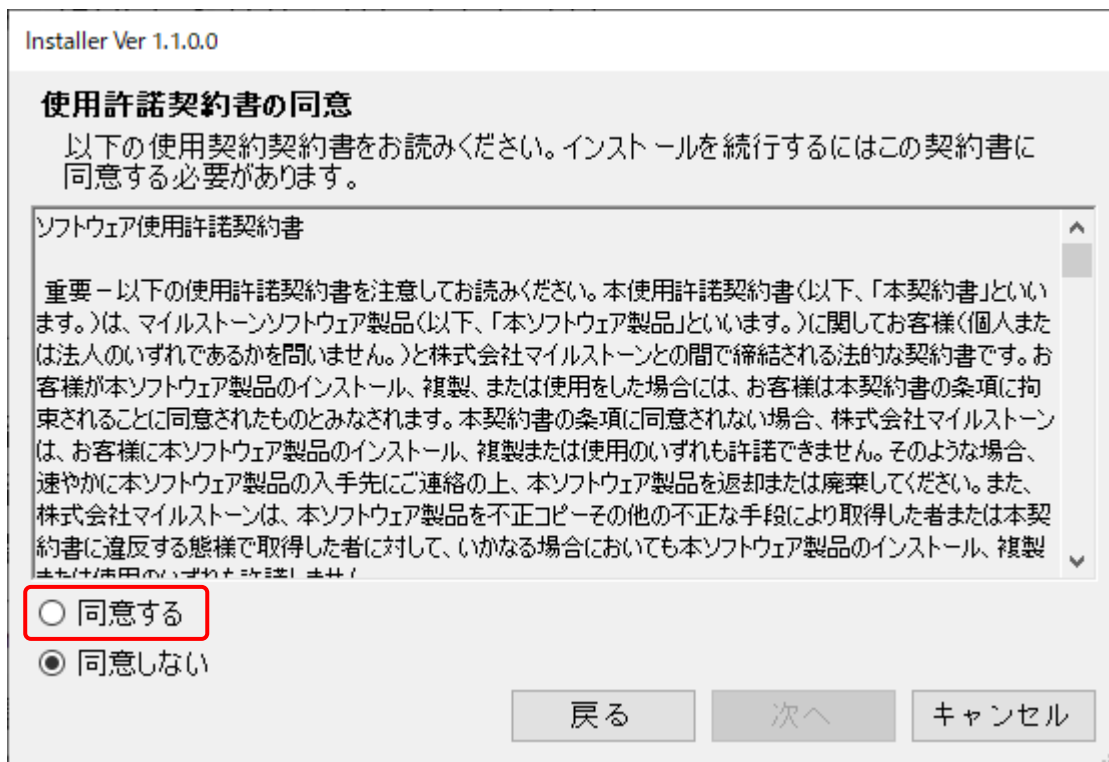 Installer Ver 1.1.0.0
使用許諾契約書の同意
以下の使用契約契約書をお読みください。インストールを続行するにはこの契約書に
同意する必要があります。
ソフトウェア使用許諾契約書
重要－以下の使用許諾契約書を注意してお読みください。本使用許諾契約書（以下、「本契約書」といい
ます。）は、マイルストーンソフトウェア製品（以下、「本ソフトウェア製品」といいます。）に関してお客様（個人また
は法人のいずれであるかを問いません。）と株式会社マイルストーンとの間で締結される法的な契約書です。お
客様が本ソフトウェア製品のインストール、複製、または使用をした場合には、お客様は本契約書の条項に拘
束されることに同意されたものとみなされます。本契約書の条項に同意されない場合、株式会社マイルストーン
は、お客様に本ソフトウェア製品のインストール、複製または使用のいずれも許諾できません。そのような場合、
速やかに本ソフトウェア製品の入手先にご連絡の上、本ソフトウェア製品を返却または廃棄してください。また、
株式会社マイルストーンは、本ソフトウェア製品を不正コピーその他の不正な手段により取得した者または本契
約書に違反する態様で取得した者に対して、いかなる場合においても本ソフトウェア製品のインストール、複製
または使用のいずれも許諾しません
同意する
同意しない
戻る 次へ キャンセル